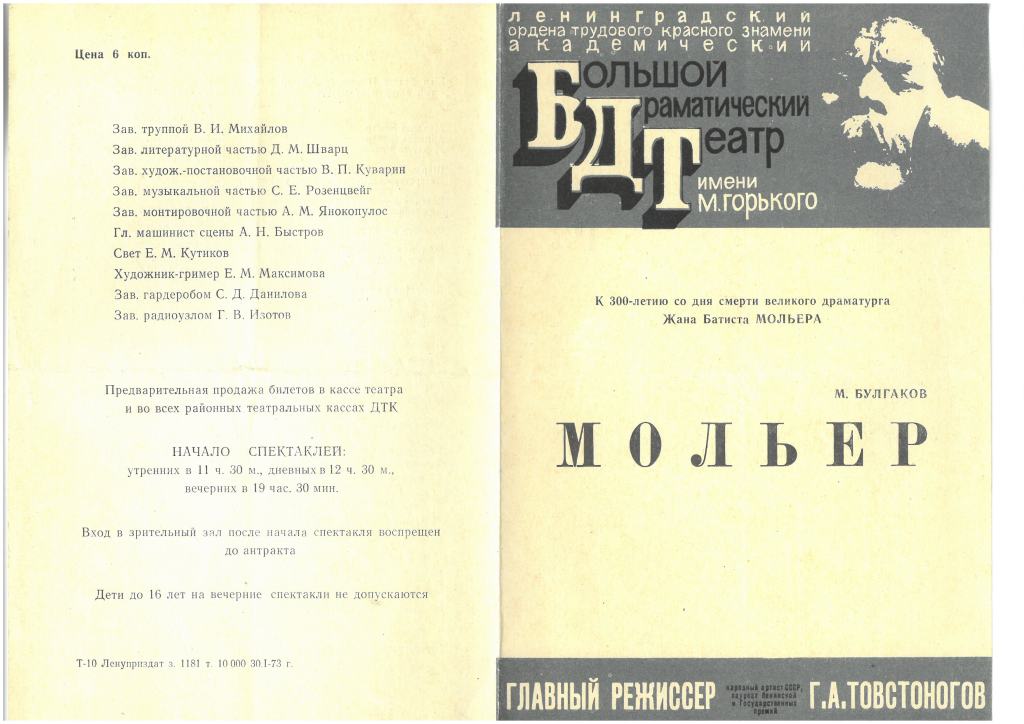 Цена 6 коп.
Зав. труппой В. И. Михайлов
Зав. литературной частью Д. М. Шварц
Зав. худож.-постановочной частью В. П. Куварин
Зав. музыкальной частью С. Е. Розенцвейг
Зав. монтировочной частью А. М. Янокопулос
Гл. машинист сцены А. Н. Быстров
Свет Е. М. Кутиков
Художник-гример Е. М. Максимова
Зав. гардеробом С. Д. Данилова
Зав. радиоузлом Г. В. Изотов
Предварительная продажа билетов в кассе театра
и во всех районных театральных кассах ДТК
НАЧАЛО СПЕКТАКЛЕЙ:
утренних в 11 ч. 30 м., дневных в 12 ч. 30 м.,
вечерних в 19 час. 30 мин.
Вход в зрительный зал после начала спектакля воспрещен
до антракта
Дети до 16 лет на вечерние спектакли не допускаются
Т-10 Ленуприздат з. 1181 т. 10 000 30.I-73 г.
ленинградский
ордена трудового красного знамени
академический
Большой
Драматический
Театр
имени
М.горького
К 300-летию со дня смерти великого драматурга
Жана Батиста МОЛЬЕРА
М. БУЛГАКОВ
МОЛЬЕР
ГЛАВНЫЙ РЕЖИССЕР
народный артист СССР,
лауреат Ленинской
и Государственных
премий
Г.А.ТОВСТОНОГОВ